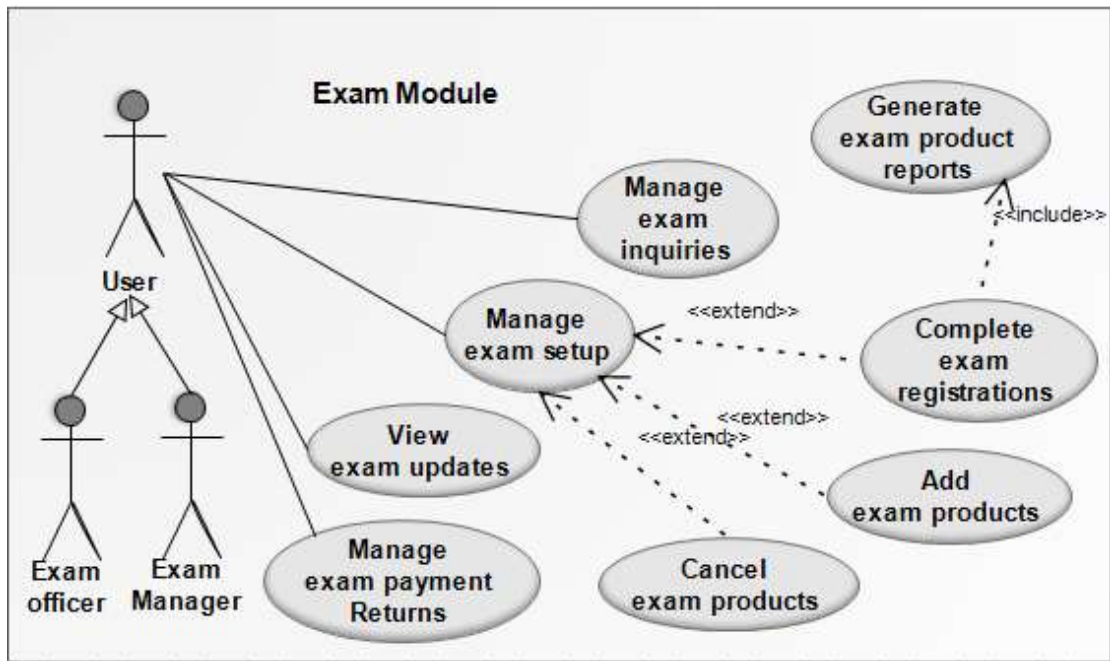 Exam Module
Generate
exam product
reports
Manage
exam
inquiries
<<include>>
User
Manage
exam setup
<<extend>>
Complete
exam
registrations
View
exam updates
<<extend>>
<<extend>>
Add
exam products
Exam
officer
Exam
Manager
Manage
exam payment
Returns
Cancel
exam products